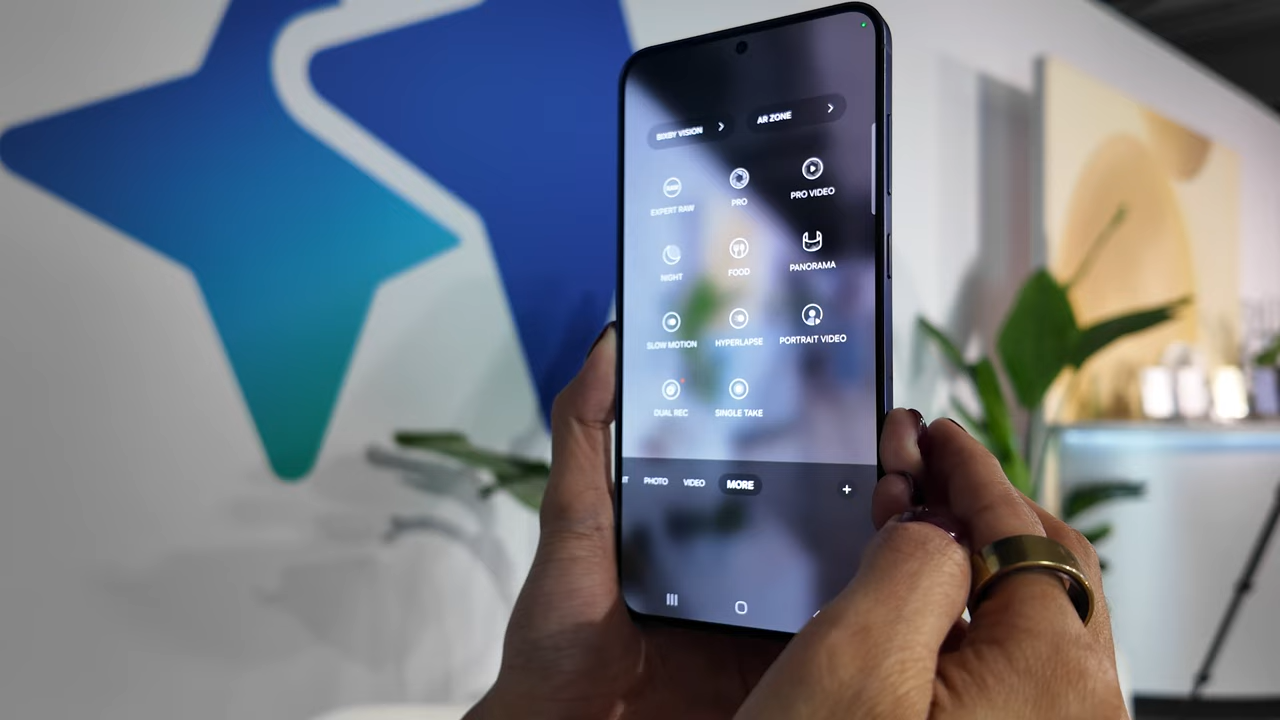 BIXBY VISION
AR ZONE
EXPERT RAW
PRO
PRO VIDEO
NIGHT
FOOD
PANORAMA
SLOW MOTION
HYPERLAPSE
PORTRAIT VIDEO
DUAL REC
SINGLE TAKE
PHOTO VIDEO MORE